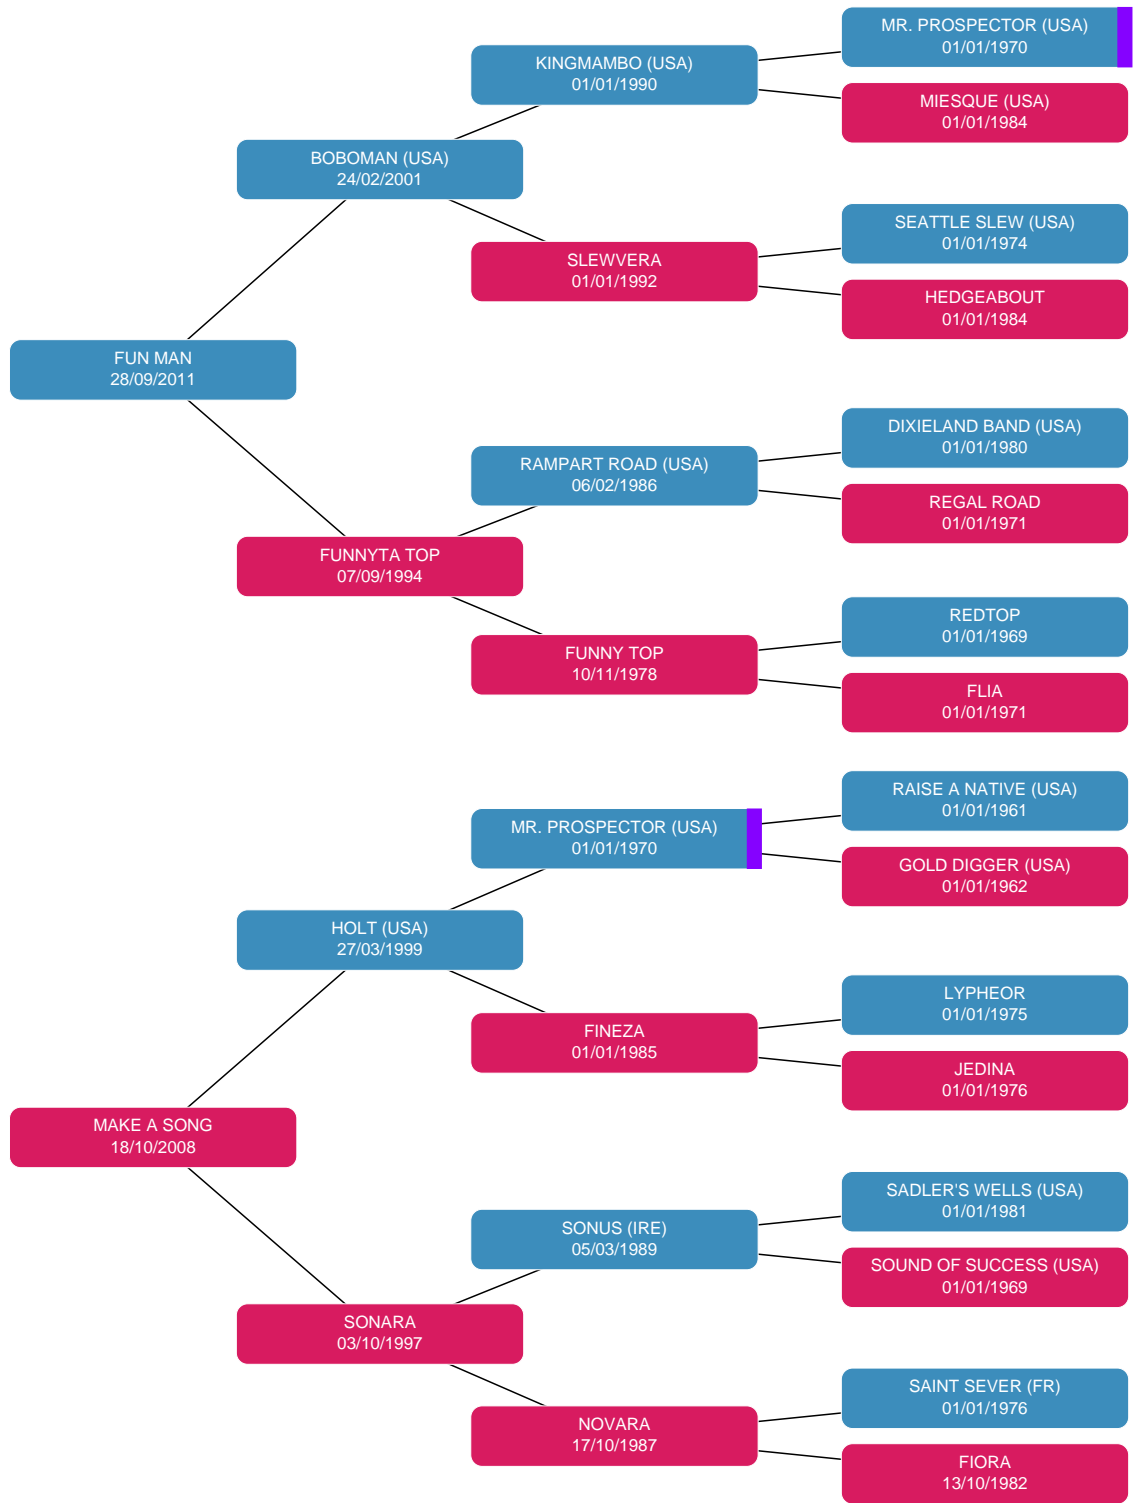 MR. PROSPECTOR (USA)
01/01/1970
KINGMAMBO (USA)
01/01/1990
MIESQUE (USA)
01/01/1984
BOBOMAN (USA)
24/02/2001
SEATTLE SLEW (USA)
01/01/1974
SLEWVERA
01/01/1992
HEDGEABOUT
01/01/1984
FUN MAN
28/09/2011
DIXIELAND BAND (USA)
01/01/1980
RAMPART ROAD (USA)
06/02/1986
REGAL ROAD
01/01/1971
FUNNYTA TOP
07/09/1994
REDTOP
01/01/1969
FUNNY TOP
10/11/1978
FLIA
01/01/1971
RAISE A NATIVE (USA)
01/01/1961
MR. PROSPECTOR (USA)
01/01/1970
GOLD DIGGER (USA)
01/01/1962
HOLT (USA)
27/03/1999
LYPHEOR
01/01/1975
FINEZA
01/01/1985
JEDINA
01/01/1976
MAKE A SONG
18/10/2008
SADLER'S WELLS (USA)
01/01/1981
SONUS (IRE)
05/03/1989
SOUND OF SUCCESS (USA)
01/01/1969
SONARA
03/10/1997
SAINT SEVER (FR)
01/01/1976
NOVARA
17/10/1987
FIORA
13/10/1982